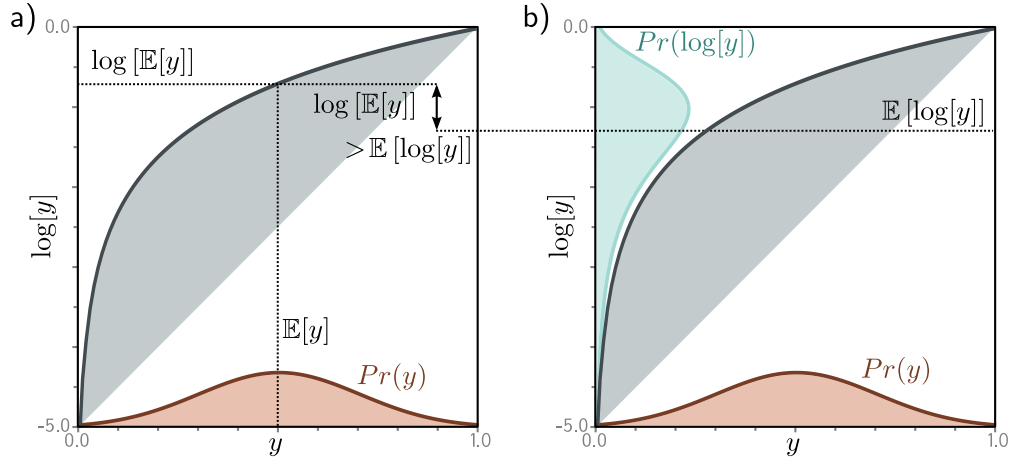 a)
0.0
log [𝔼[y]]
log [𝔼[y]]
> 𝔼 [log[y]]
log[y]
𝔼[y]
Pr(y)
-5.0
0.0
y
1.0
b)
0.0
Pr(log[y])
𝔼 [log[y]]
log[y]
Pr(y)
-5.0
0.0
y
1.0